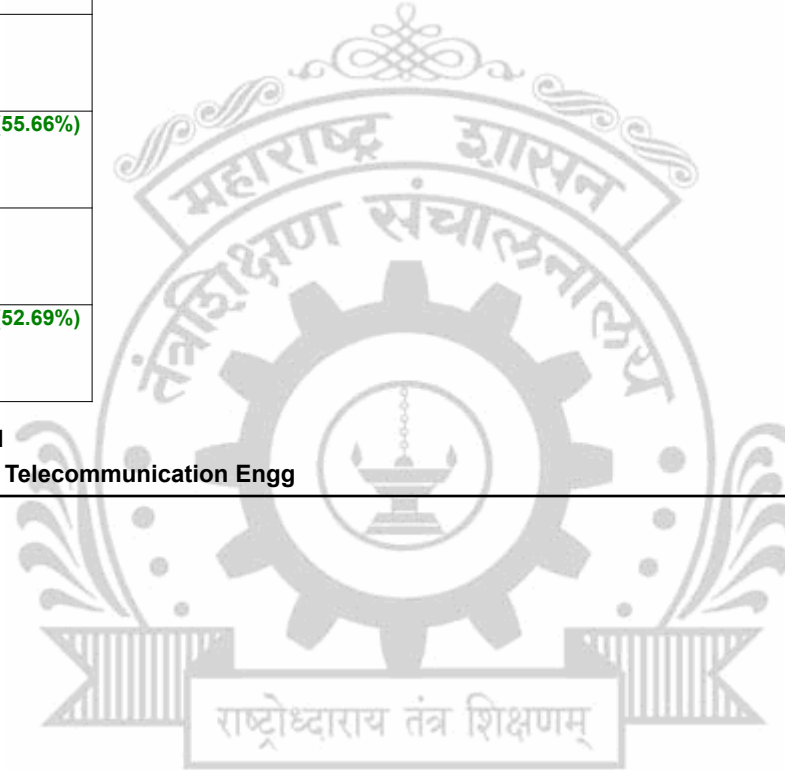 55.66%)
52.69%)
Telecommunication Engg
महाराष्ट्र शासन
तंत्रशिक्षण संचालनालय
राष्ट्रोध्दाराय तंत्र शिक्षणम्